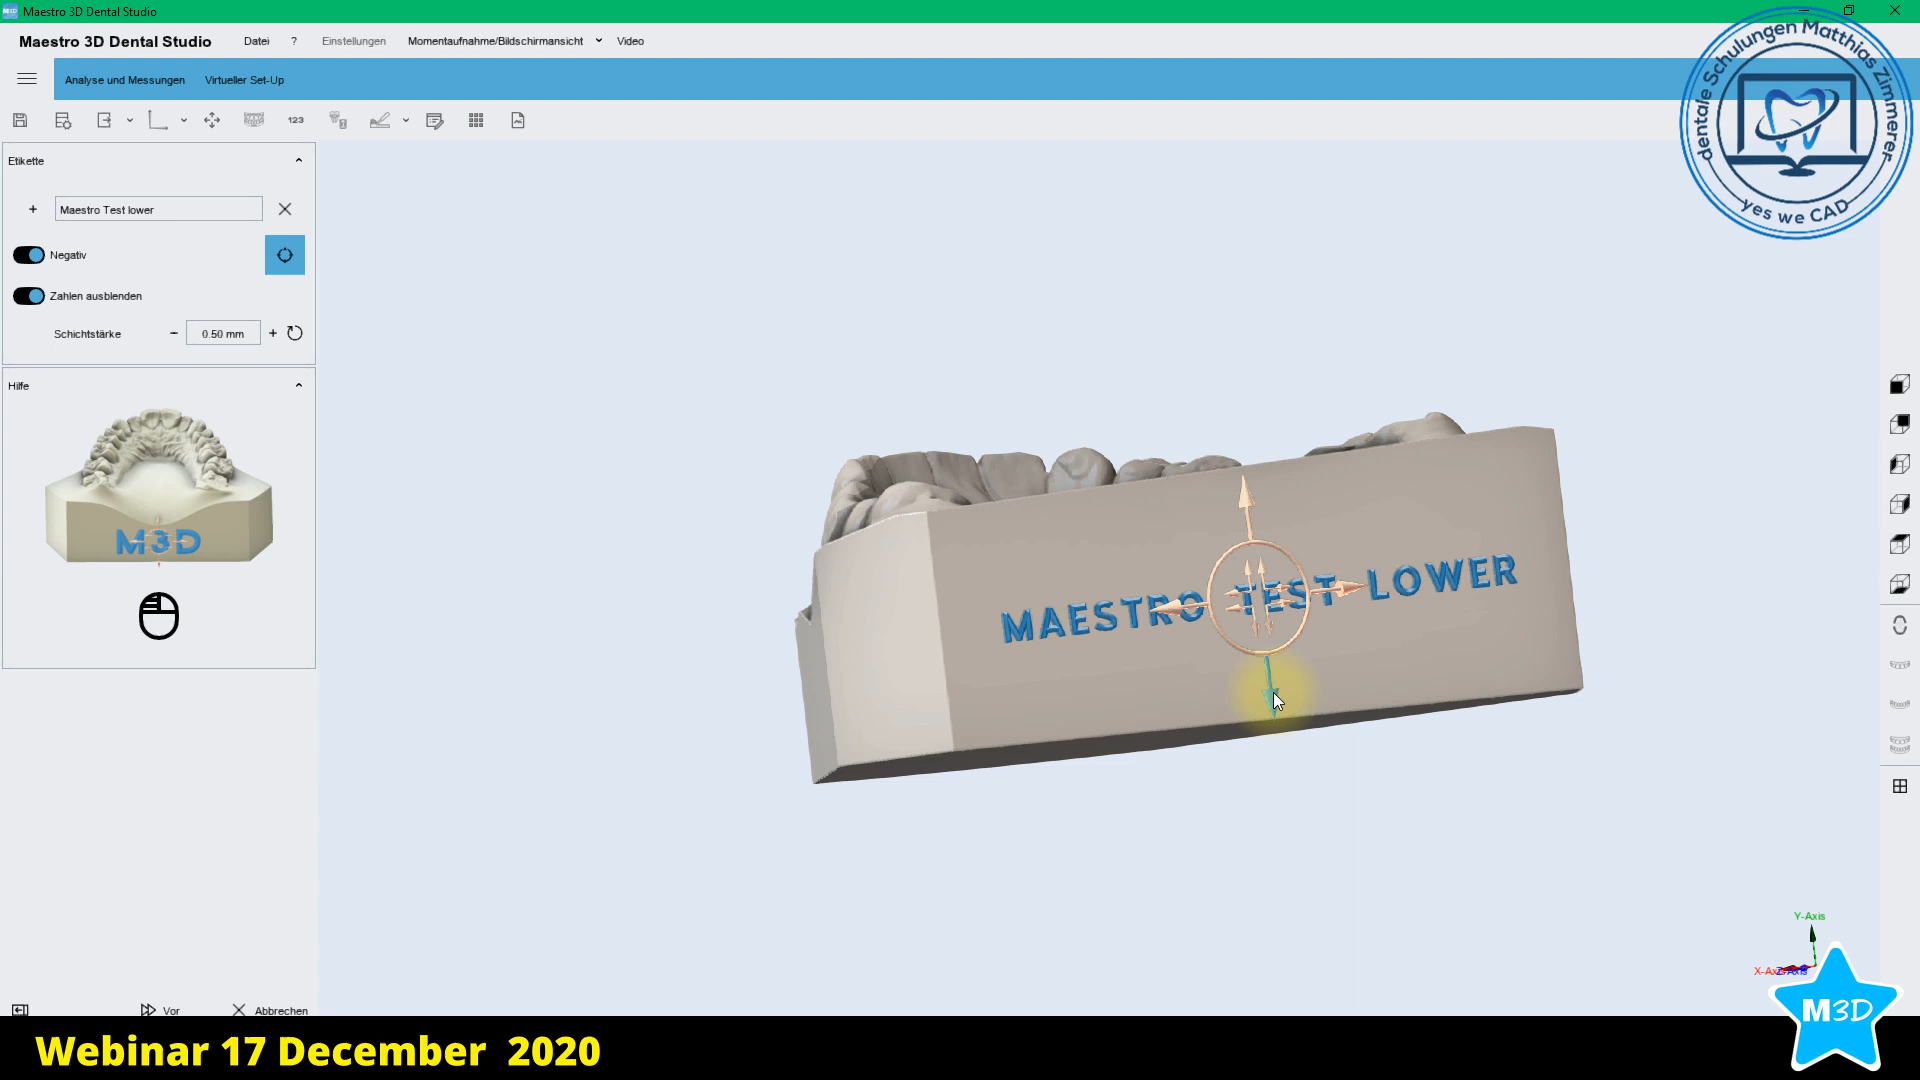 Maestro 3D Dental Studio
Maestro 3D Dental Studio Datei ? Einstellungen Momentaufnahme/Bildschirmansicht Video
Analyse und Messungen Virtueller Set-Up
123
dentale Schulungen Matthias Zimmerer
yes we CAD
Etikette
Maestro Test lower
Negativ
Zahlen ausblenden
Schichtstärke 0.50 mm
Hilfe
M3D
MAESTRO TEST LOWER
Y-Axis
X-Axis Z-Axis
Vor Abbrechen
Webinar 17 December 2020
M3D